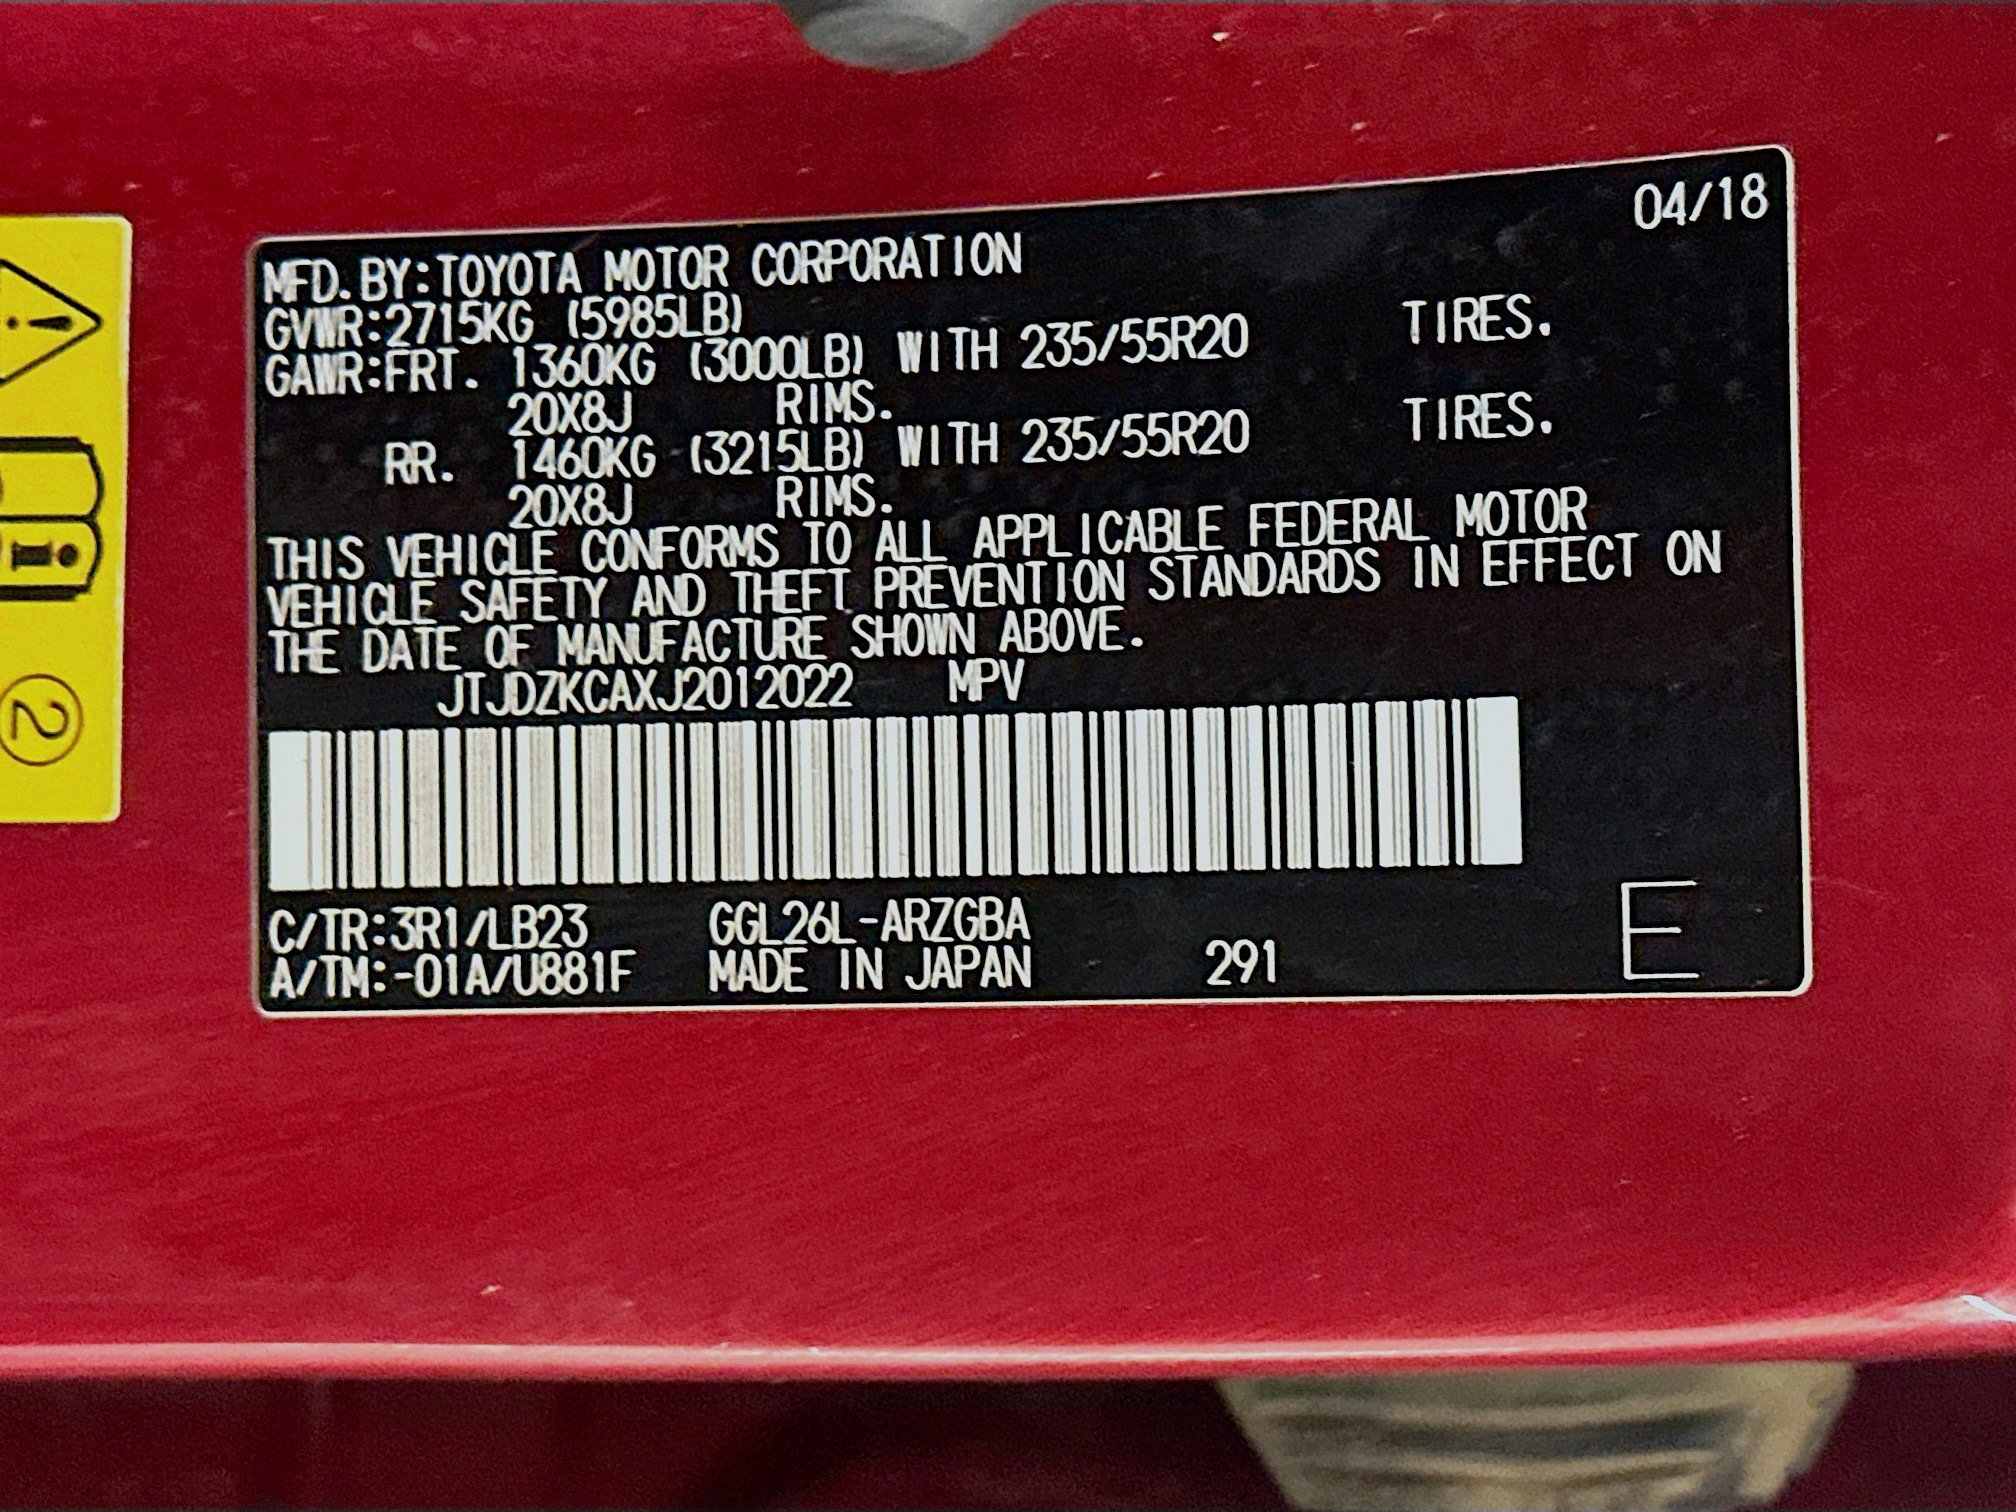 04/18
MFD.BY:TOYOTA MOTOR CORPORATION
GVWR:2715KG (5985LB)
GAWR:FRT. 1360KG (3000LB) WITH 235/55R20 TIRES.
20X8J RIMS.
RR. 1460KG (3215LB) WITH 235/55R20 TIRES.
20X8J RIMS.
THIS VEHICLE CONFORMS TO ALL APPLICABLE FEDERAL MOTOR
VEHICLE SAFETY AND THEFT PREVENTION STANDARDS IN EFFECT ON
THE DATE OF MANUFACTURE SHOWN ABOVE.
JTJDZKCAXJ2012022 MPV
C/TR:3R1/LB23 GGL26L-ARZGBA
A/TM:-01A/U881F MADE IN JAPAN 291 E
2